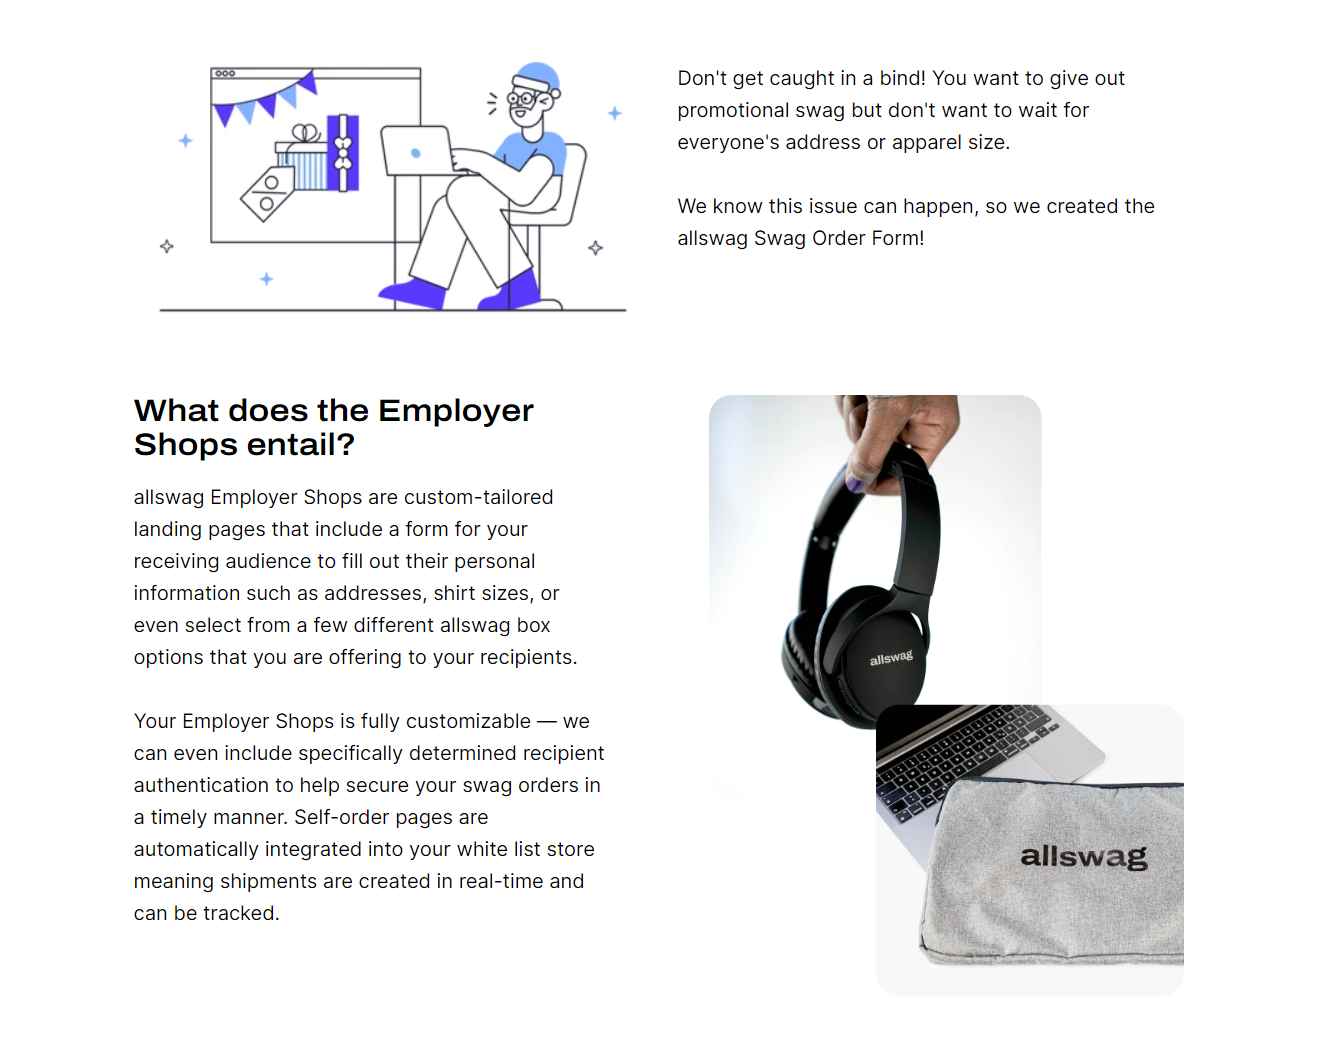 Don't get caught in a bind! You want to give out
promotional swag but don't want to wait for
everyone's address or apparel size.
We know this issue can happen, so we created the
allswag Swag Order Form!
What does the Employer
Shops entail?
allswag Employer Shops are custom-tailored
landing pages that include a form for your
receiving audience to fill out their personal
information such as addresses, shirt sizes, or
even select from a few different allswag box
options that you are offering to your recipients.
Your Employer Shops is fully customizable — we
can even include specifically determined recipient
authentication to help secure your swag orders in
a timely manner. Self-order pages are
automatically integrated into your white list store
meaning shipments are created in real-time and
can be tracked.
allswag
allswag